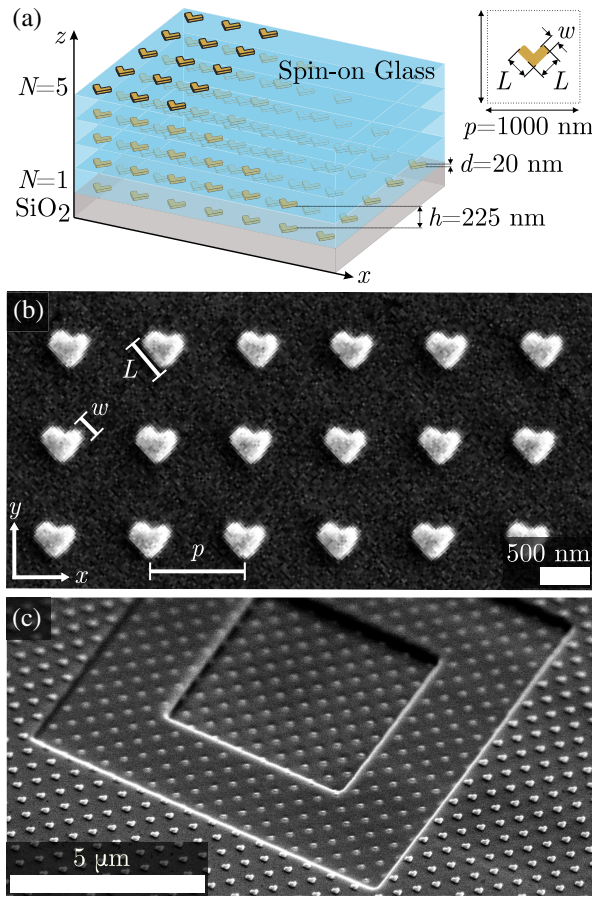 (a)
z
N=5
Spin-on Glass
w
L
L
p=1000 nm
N=1
d=20 nm
SiO2
h=225 nm
x
(b)
L
w
y
x
p
500 nm
(c)
5 μm